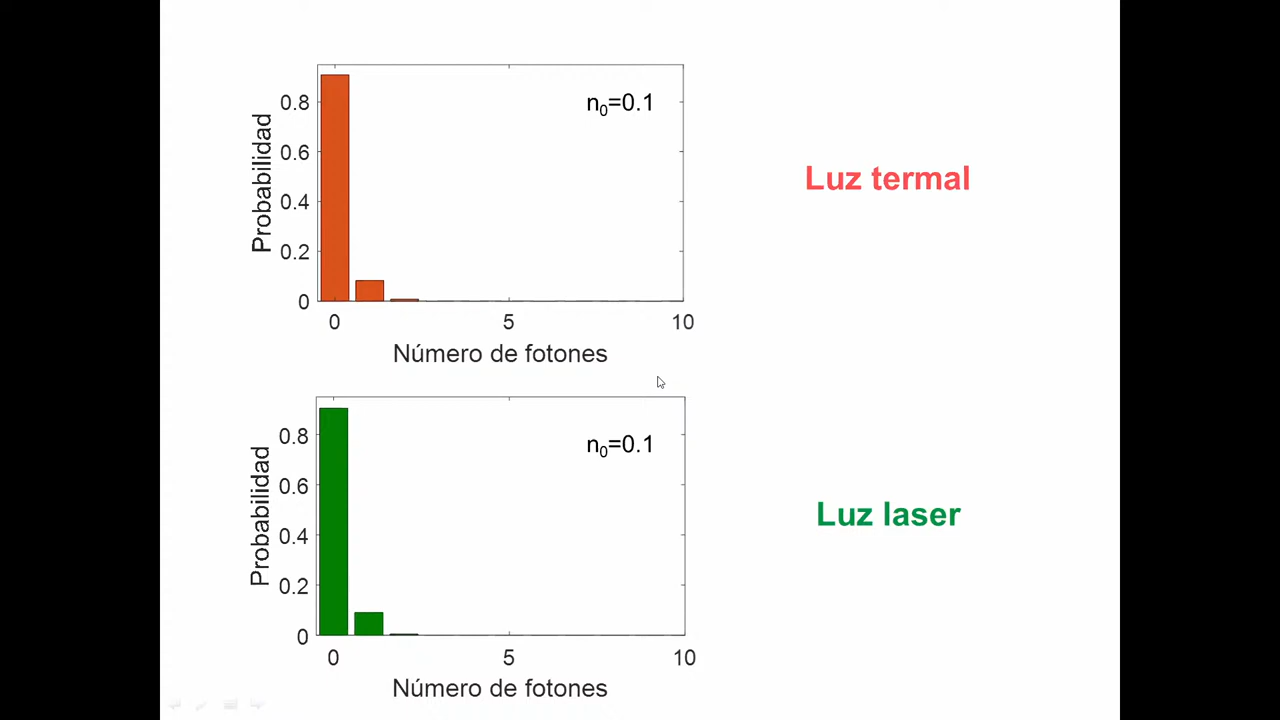 n₀=0.1
0.8
0.6
0.4
0.2
0
Probabilidad
0 5 10
Número de fotones
Luz termal
n₀=0.1
0.8
0.6
0.4
0.2
0
Probabilidad
0 5 10
Número de fotones
Luz laser